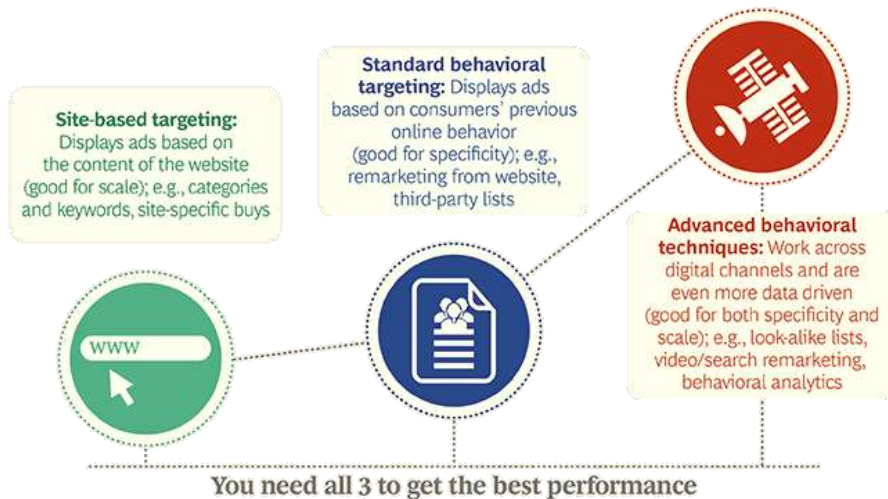 Site-based targeting:
Displays ads based on
the content of the website
(good for scale); e.g., categories
and keywords, site-specific buys
Standard behavioral
targeting: Displays ads
based on consumers' previous
online behavior
(good for specificity); e.g.,
remarketing from website,
third-party lists
Advanced behavioral
techniques: Work across
digital channels and are
even more data driven
(good for both specificity and
scale); e.g., look-alike lists,
video/search remarketing,
behavioral analytics
www
You need all 3 to get the best performance